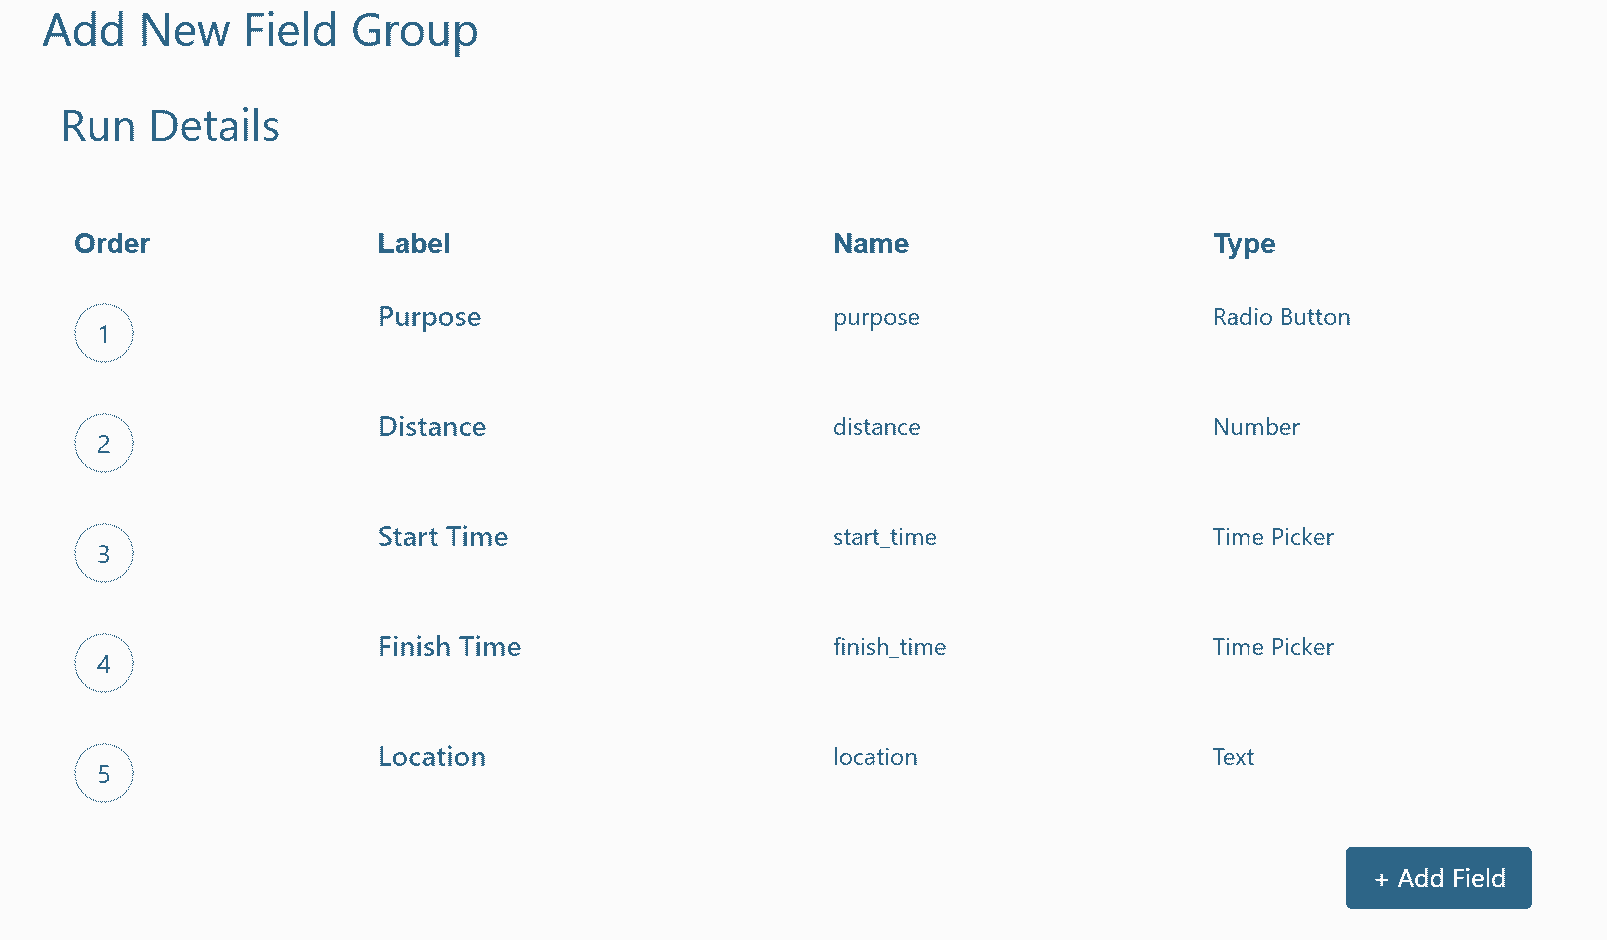 Add New Field Group
Run Details
Order Label Name Type
1 Purpose purpose Radio Button
2 Distance distance Number
3 Start Time start_time Time Picker
4 Finish Time finish_time Time Picker
5 Location location Text
+ Add Field